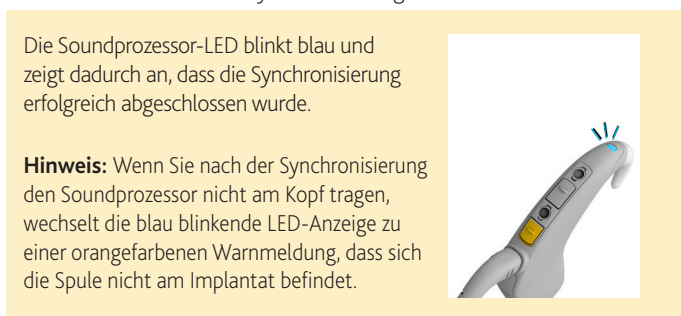 Die Soundprozessor-LED blinkt blau und
zeigt dadurch an, dass die Synchronisierung
erfolgreich abgeschlossen wurde.
Hinweis: Wenn Sie nach der Synchronisierung
den Soundprozessor nicht am Kopf tragen,
wechselt die blau blinkende LED-Anzeige zu
einer orangefarbenen Warnmeldung, dass sich
die Spule nicht am Implantat befindet.